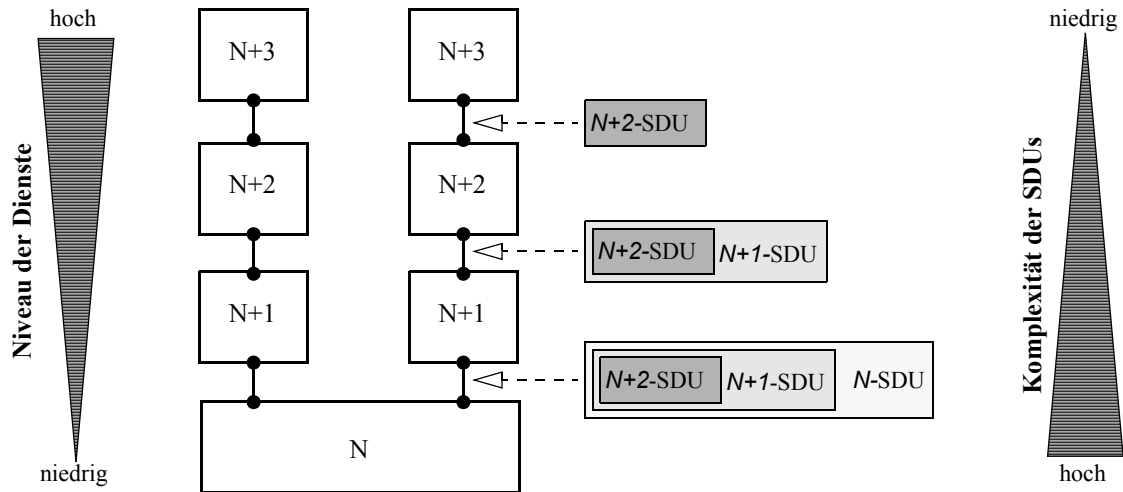 hoch
niedrig
N+3
N+3
N+2-SDU
N+2
N+2
Niveau der Dienste
Komplexität der SDUs
N+2-SDU N+1-SDU
N+1
N+1
N+2-SDU N+1-SDU N-SDU
N
niedrig
hoch